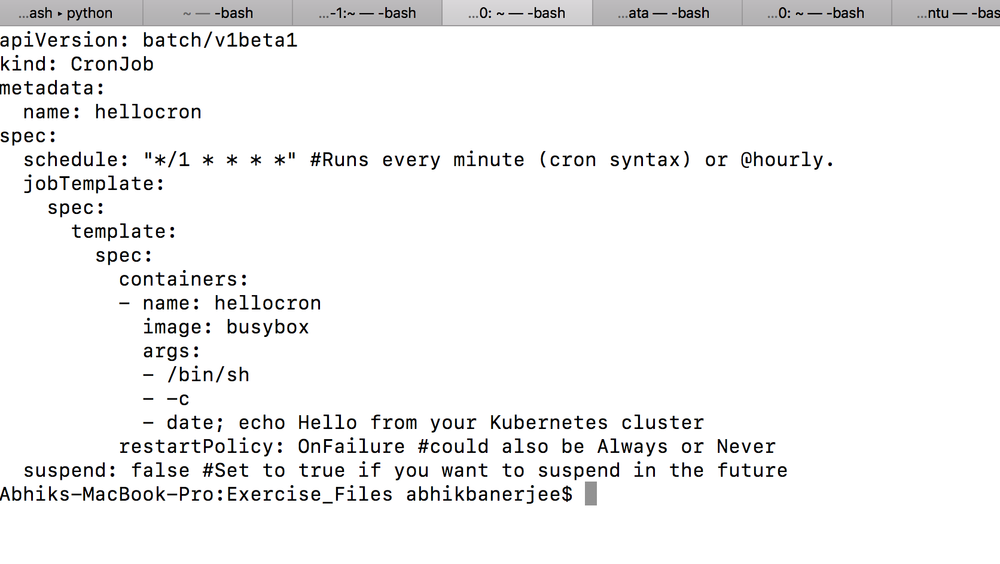 ...ash ▸ python
~ — -bash
...-1:~ — -bash
...0: ~ — -bash
...ata — -bash
...0: ~ — -bash
...ntu — -bas
apiVersion: batch/v1beta1
kind: CronJob
metadata:
  name: hellocron
spec:
  schedule: "*/1 * * * *" #Runs every minute (cron syntax) or @hourly.
  jobTemplate:
    spec:
      template:
        spec:
          containers:
          - name: hellocron
            image: busybox
            args:
            - /bin/sh
            - -c
            - date; echo Hello from your Kubernetes cluster
          restartPolicy: OnFailure #could also be Always or Never
  suspend: false #Set to true if you want to suspend in the future
Abhiks-MacBook-Pro:Exercise_Files abhikbanerjee$